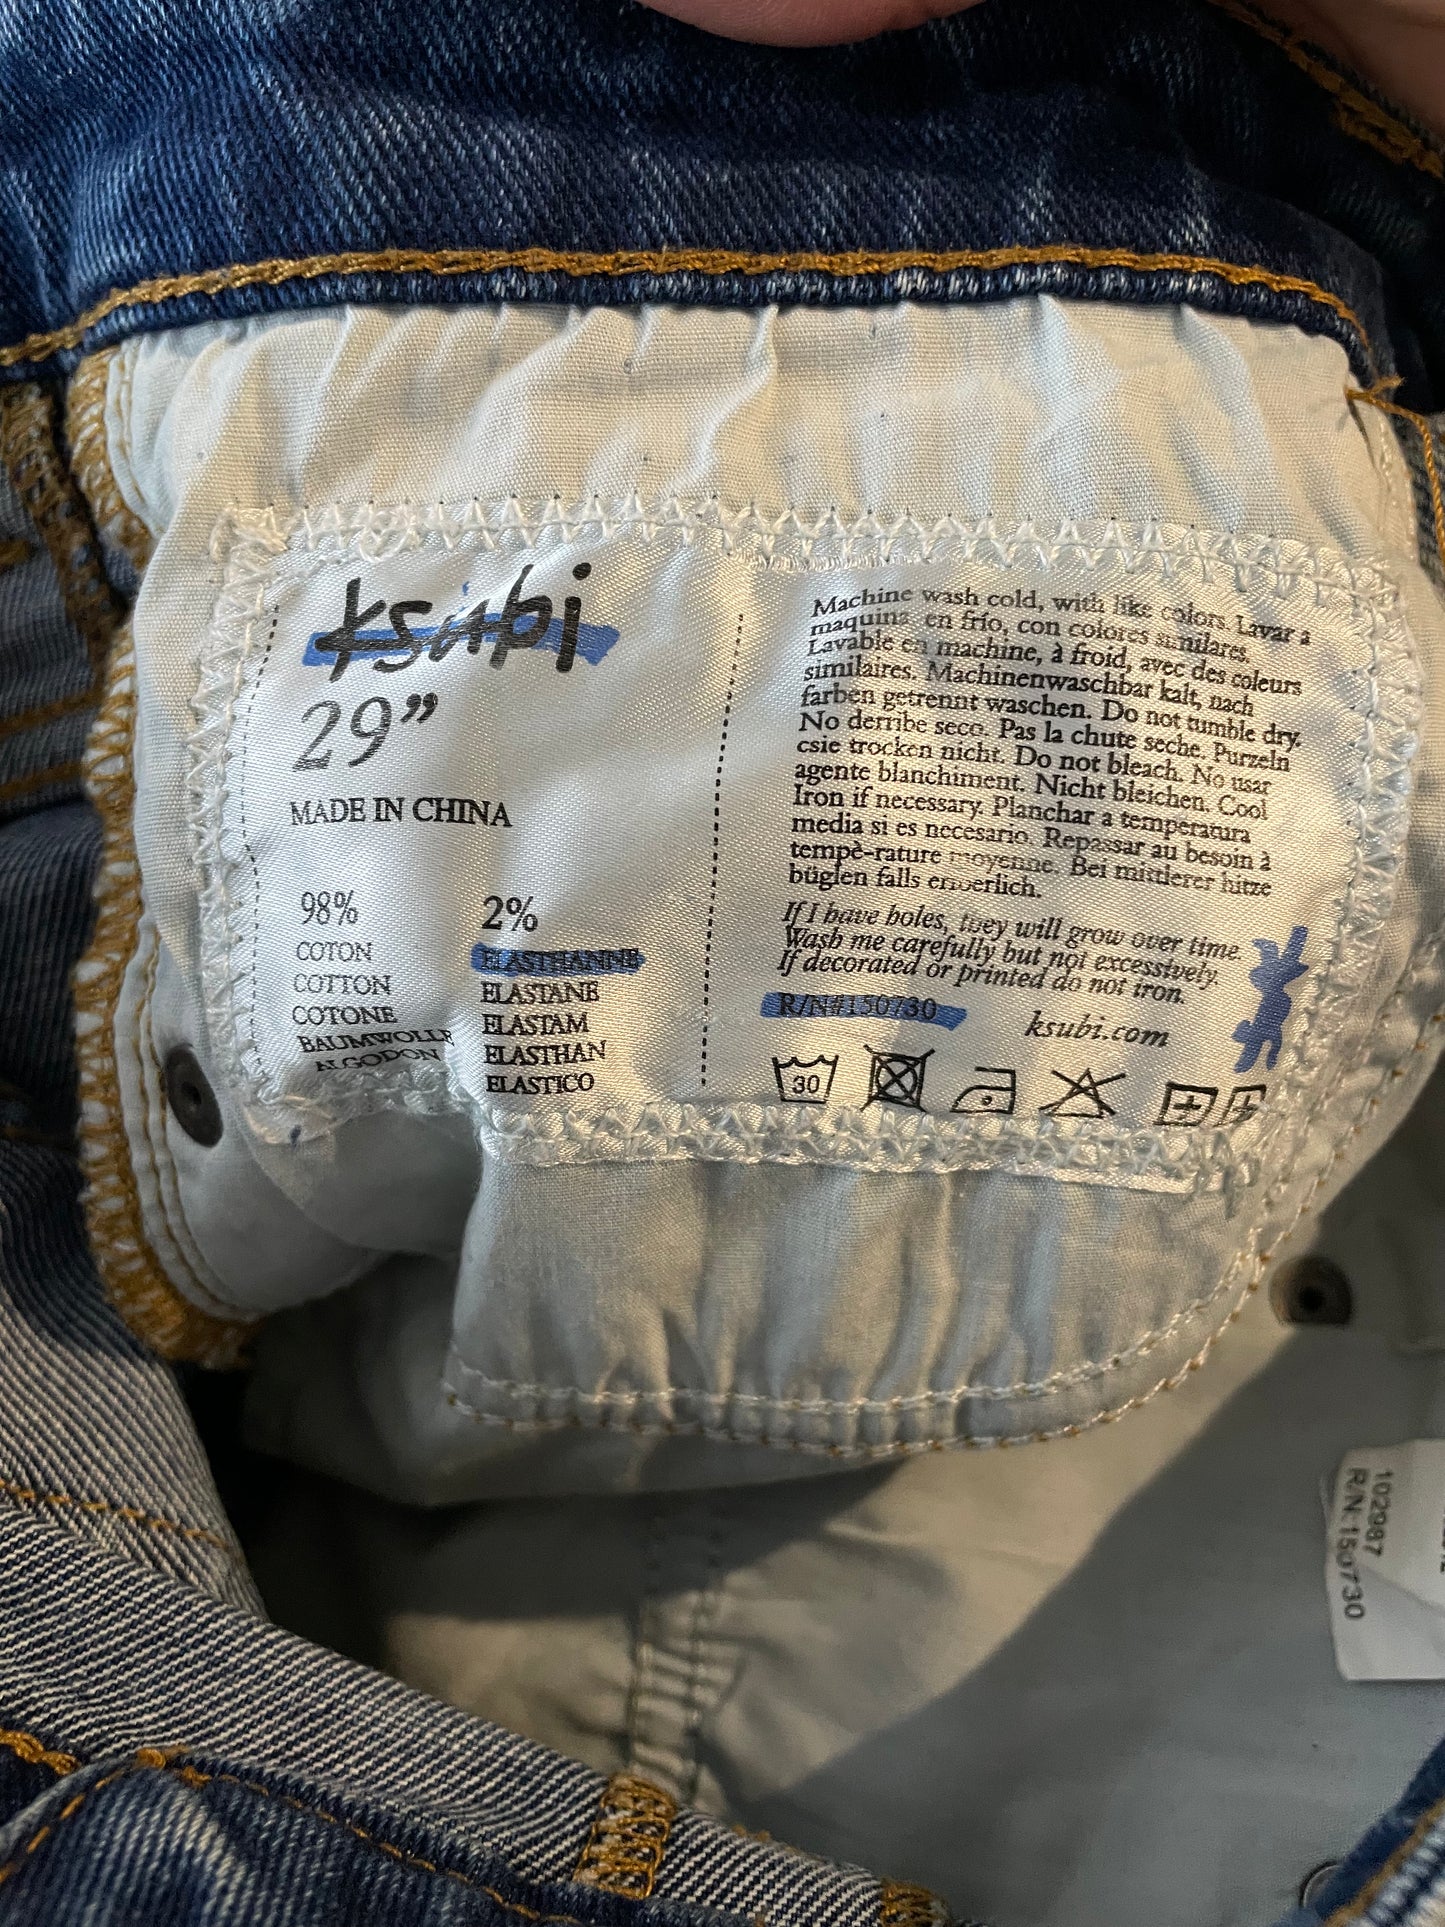 ksubi
29”
MADE IN CHINA
98%
COTON
COTTON
COTONE
BAUMWOLLE
ALGODON
2%
ELASTHANNE
ELASTANE
ELASTAM
ELASTHAN
ELASTICO
Machine wash cold, with like colors. Lavar a
maquina en frío, con colores similares.
Lavable en machine, à froid, avec des coleurs
similaires. Machinenwaschbar kalt, nach
farben getrennt waschen. Do not tumble dry.
No derribe seco. Pas la chute seche. Purzeln
csie trocken nicht. Do not bleach. No usar
agente blanchiment. Nicht bleichen. Cool
Iron if necessary. Planchar a temperatura
media si es necesario. Repassar au besoin à
tempè-rature moyenne. Bei mittlerer hitze
büglen falls erforderlich.
If I have holes, they will grow over time.
Wash me carefully but not excessively.
If decorated or printed do not iron.
R/N#150730
ksubi.com
30
102987
R/N. 150730